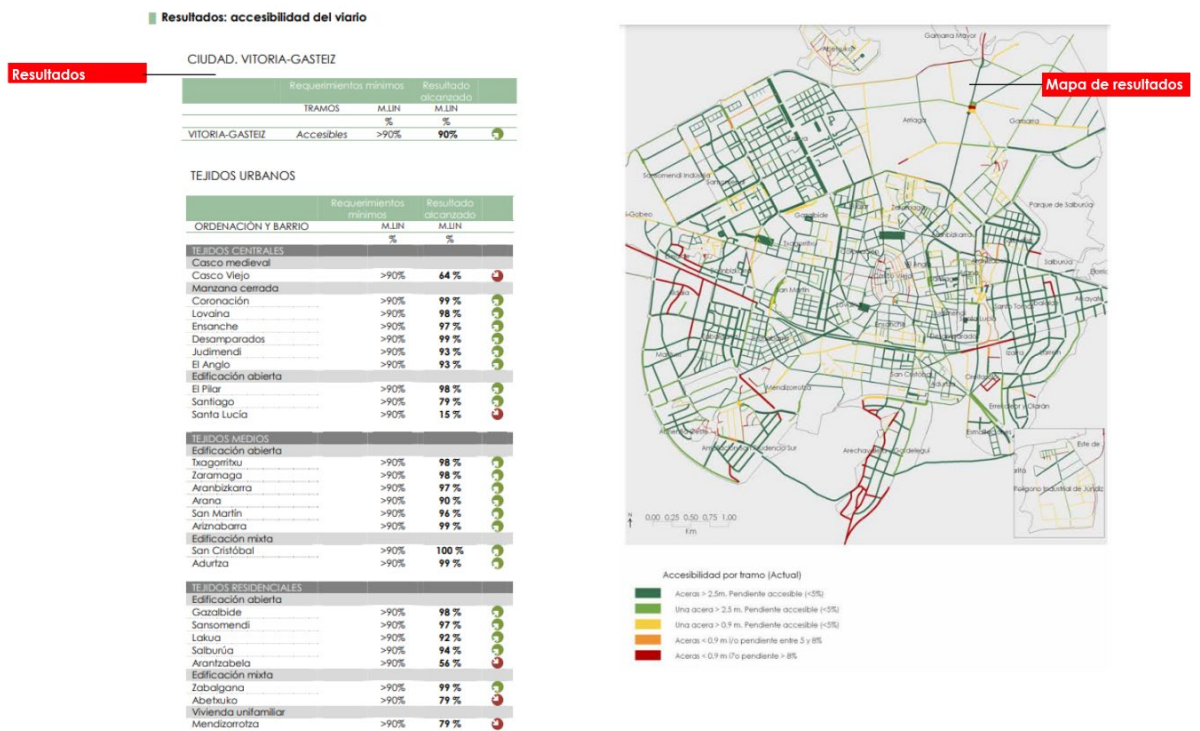 Resultados: accesibilidad del viario
CIUDAD. VITORIA-GASTEIZ
Resultados
Requerimientos mínimos Resultado alcanzado
TRAMOS M.LIN M.LIN
% %
VITORIA-GASTEIZ Accesibles >90% 90%
TEJIDOS URBANOS
Requerimientos mínimos Resultado alcanzado
ORDENACIÓN Y BARRIO M.LIN M.LIN
% %
TEJIDOS CENTRALES
Casco medieval
Casco Viejo >90% 64 %
Manzana cerrada
Coronación >90% 99 %
Lovaina >90% 98 %
Ensanche >90% 97 %
Desamparados >90% 99 %
Judimendi >90% 93 %
El Anglo >90% 93 %
Edificación abierta
El Pilar >90% 98 %
Santiago >90% 79 %
Santa Lucía >90% 15 %
TEJIDOS MEDIOS
Edificación abierta
Txagorritxu >90% 98 %
Zaramaga >90% 98 %
Aranbizkarra >90% 97 %
Arana >90% 90 %
San Martín >90% 96 %
Ariznabarra >90% 99 %
Edificación mixta
San Cristóbal >90% 100 %
Adurtza >90% 99 %
TEJIDOS RESIDENCIALES
Edificación abierta
Gazalbide >90% 98 %
Sansomendi >90% 97 %
Lakua >90% 92 %
Salburúa >90% 94 %
Arantzabela >90% 56 %
Edificación mixta
Zabalgana >90% 99 %
Abetxuko >90% 79 %
Vivienda unifamiliar
Mendizorrotza >90% 79 %
Mapa de resultados
Gamarra Mayor
Abetxuko
Arriaga
Gamarra
Lakua
Sansomendi
Parque de Salburúa
Gazalbide
Txagorritxu
Salburúa
San Martín
Ensanche
San Cristóbal
Adurtza
Mendizorrotza
Este de
Polígono Industrial de Júndiz
N
0,00 0,25 0,50 0,75 1,00
Km
Accesibilidad por tramo (Actual)
Aceras > 2,5m. Pendiente accesible (<5%)
Una acera > 2,5 m. Pendiente accesible (<5%)
Una acera > 0,9 m. Pendiente accesible (<5%)
Aceras < 0,9 m i/o pendiente entre 5 y 8%
Aceras < 0,9 m i7o pendiente > 8%